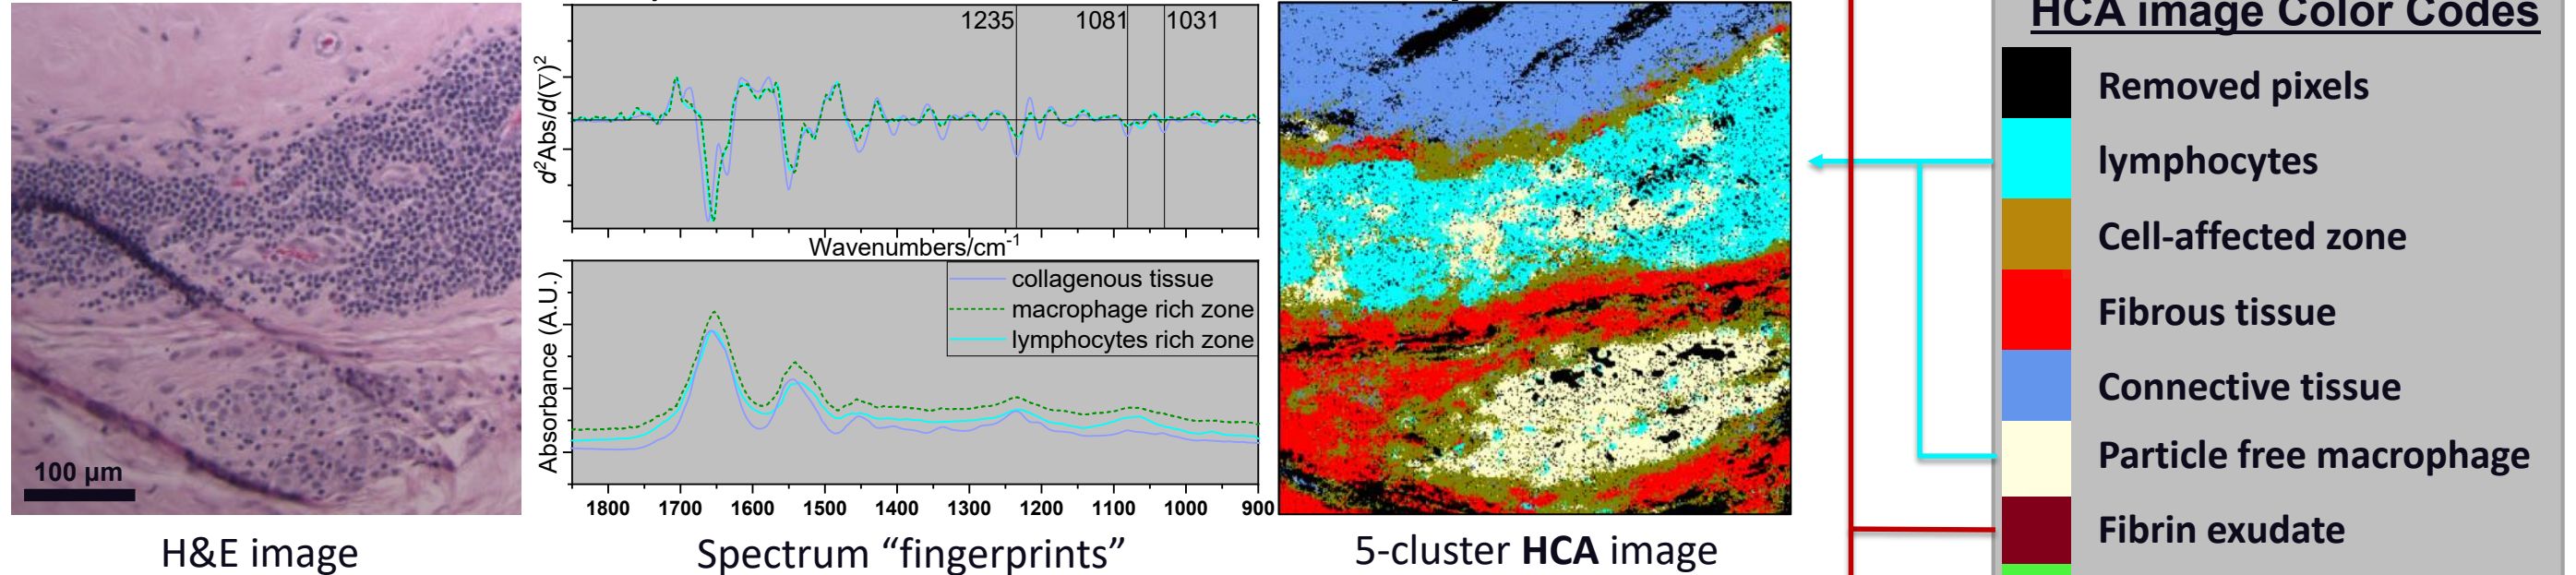 100 µm
H&E image
1235
1081
1031
d²Abs/d(∇)²
Wavenumbers/cm⁻¹
Absorbance (A.U.)
collagenous tissue
macrophage rich zone
lymphocytes rich zone
1800 1700 1600 1500 1400 1300 1200 1100 1000 900
Spectrum “fingerprints”
5-cluster HCA image
HCA image Color Codes
Removed pixels
lymphocytes
Cell-affected zone
Fibrous tissue
Connective tissue
Particle free macrophage
Fibrin exudate